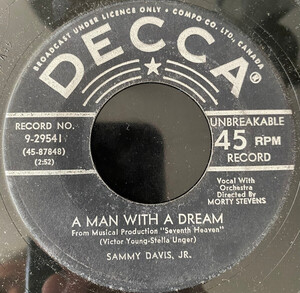 BROADCAST UNDER LICENCE ONLY • COMPO CO. LTD., CANADA
DECCA®
RECORD NO.
9-29541
(45-87848)
(2:52)
UNBREAKABLE
45 RPM
RECORD
Vocal With
Orchestra
Directed By
MORTY STEVENS
A MAN WITH A DREAM
From Musical Production "Seventh Heaven"
(Victor Young-Stella Unger)
SAMMY DAVIS, JR.